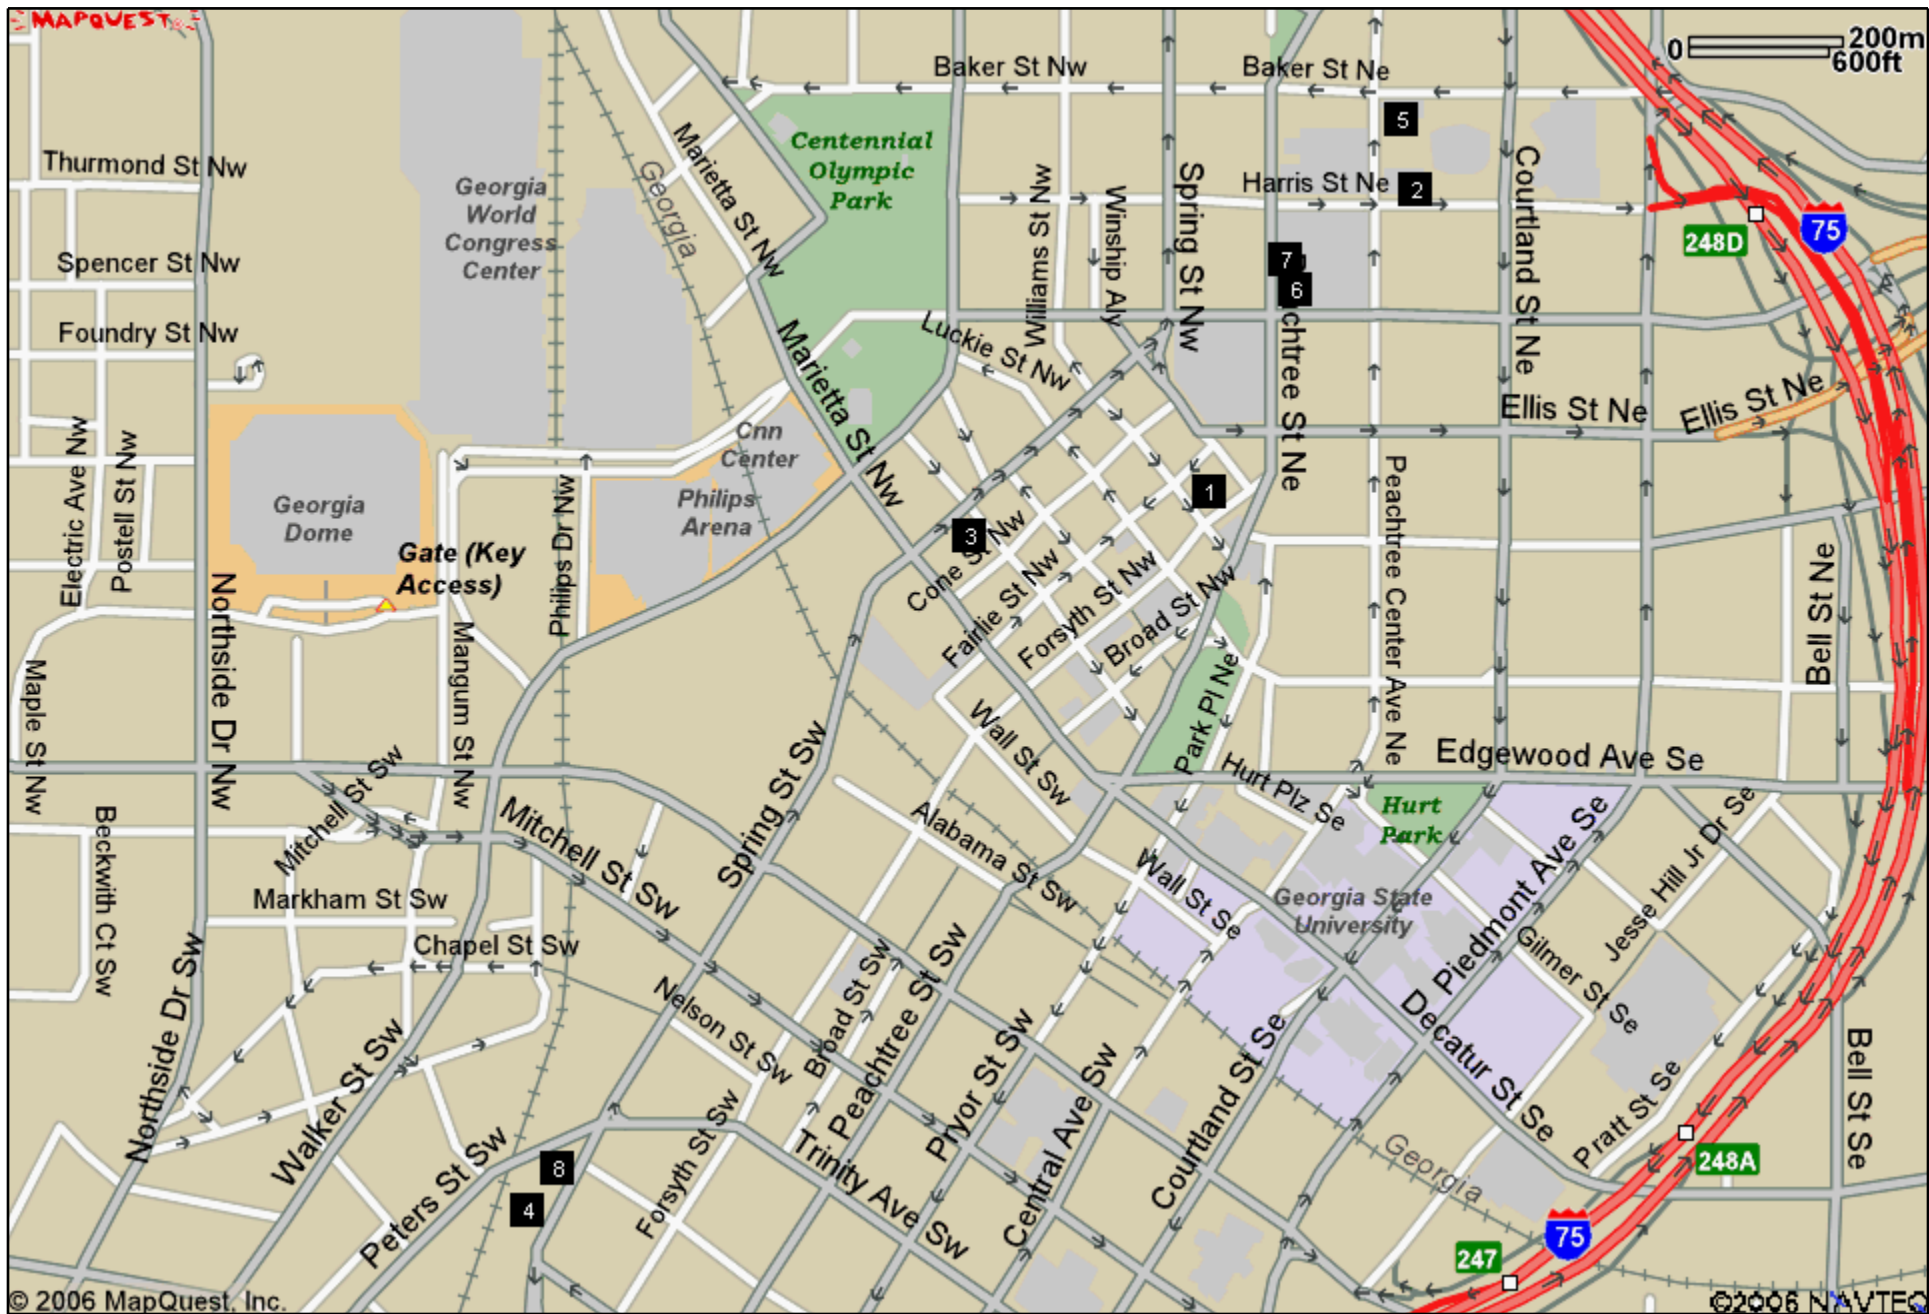 MAPQUEST
0 200m
600ft
Baker St Nw
Baker St Ne
5
Centennial
Olympic
Park
Thurmond St Nw
Georgia
World
Congress
Center
Georgia
Marietta St Nw
Williams St Nw
Winship Aly
Spring St Nw
Harris St Ne
2
Courtland St Ne
75
248D
Spencer St Nw
7
6
Foundry St Nw
Luckie St Nw
Marietta St Nw
chtree St Ne
Ellis St Ne
Ellis St Ne
Electric Ave Nw
Postell St Nw
Cnn
Center
Georgia
Dome
Philips
Arena
Philips Dr Nw
1
3
Peachtree Center Ave Ne
Gate (Key
Access)
Cone St Nw
Fairlie St Nw
Forsyth St Nw
Broad St Nw
Bell St Ne
Northside Dr Nw
Mangum St Nw
Maple St Nw
Park Pl Ne
Wall St Sw
Edgewood Ave Se
Hurt Plz Se
Hurt
Park
Spring St Sw
Mitchell St Sw
Mitchell St Sw
Mitchell St Sw
Beckwith Ct Sw
Alabama St Sw
Wall St Se
Georgia State
University
Piedmont Ave Se
Jesse Hill Jr Dr Se
Markham St Sw
Chapel St Sw
Gilmer St Se
Northside Dr Sw
Nelson St Sw
Broad St Sw
Peachtree St Sw
Pryor St Sw
Central Ave Sw
Courtland St Se
D
Decatur St Se
Walker St Sw
Pratt St Se
Bell St Se
Peters St Sw
8
4
Forsyth St Sw
Trinity Ave Sw
Georgia
248A
75
247
© 2006 MapQuest, Inc.
©2006 NAVTEQ